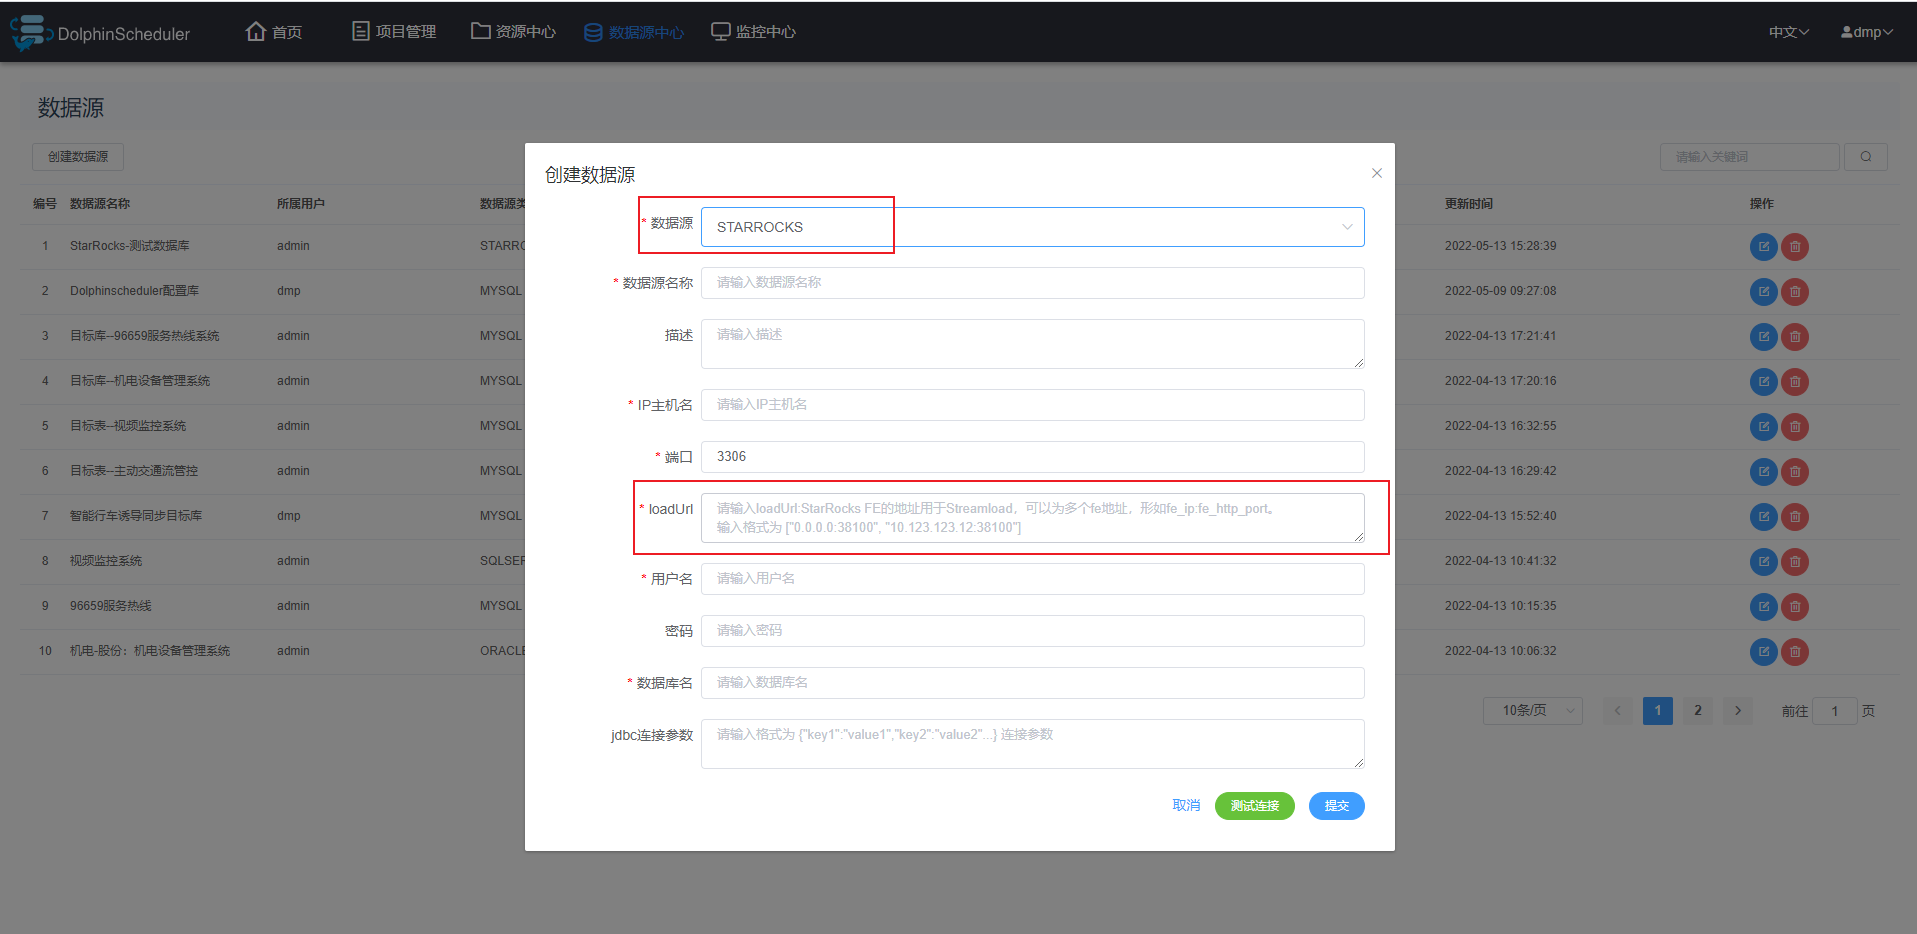 DolphinScheduler 首页 项目管理 资源中心 数据源中心 监控中心 中文 dmp
数据源
创建数据源 请输入关键词
编号 数据源名称 所属用户 数据源类 更新时间 操作
1 StarRocks-测试数据库 admin STARRO 2022-05-13 15:28:39
2 Dolphinscheduler配置库 dmp MYSQL 2022-05-09 09:27:08
3 目标库--96659服务热线系统 admin MYSQL 2022-04-13 17:21:41
4 目标库--机电设备管理系统 admin MYSQL 2022-04-13 17:20:16
5 目标表--视频监控系统 admin MYSQL 2022-04-13 16:32:55
6 目标表--主动交通流管控 admin MYSQL 2022-04-13 16:29:42
7 智能行车诱导同步目标库 dmp MYSQL 2022-04-13 15:52:40
8 视频监控系统 admin SQLSER 2022-04-13 10:41:32
9 96659服务热线 admin MYSQL 2022-04-13 10:15:35
10 机电-股份：机电设备管理系统 admin ORACLE 2022-04-13 10:06:32
10条/页 1 2 前往 1 页
创建数据源
* 数据源 STARROCKS
* 数据源名称 请输入数据源名称
描述 请输入描述
* IP主机名 请输入IP主机名
* 端口 3306
* loadUrl 请输入loadUrl:StarRocks FE的地址用于Streamload，可以为多个fe地址，形如fe_ip:fe_http_port。
输入格式为 ["0.0.0.0:38100", "10.123.123.12:38100"]
* 用户名 请输入用户名
密码 请输入密码
* 数据库名 请输入数据库名
jdbc连接参数 请输入格式为 {"key1":"value1","key2":"value2"...} 连接参数
取消 测试连接 提交